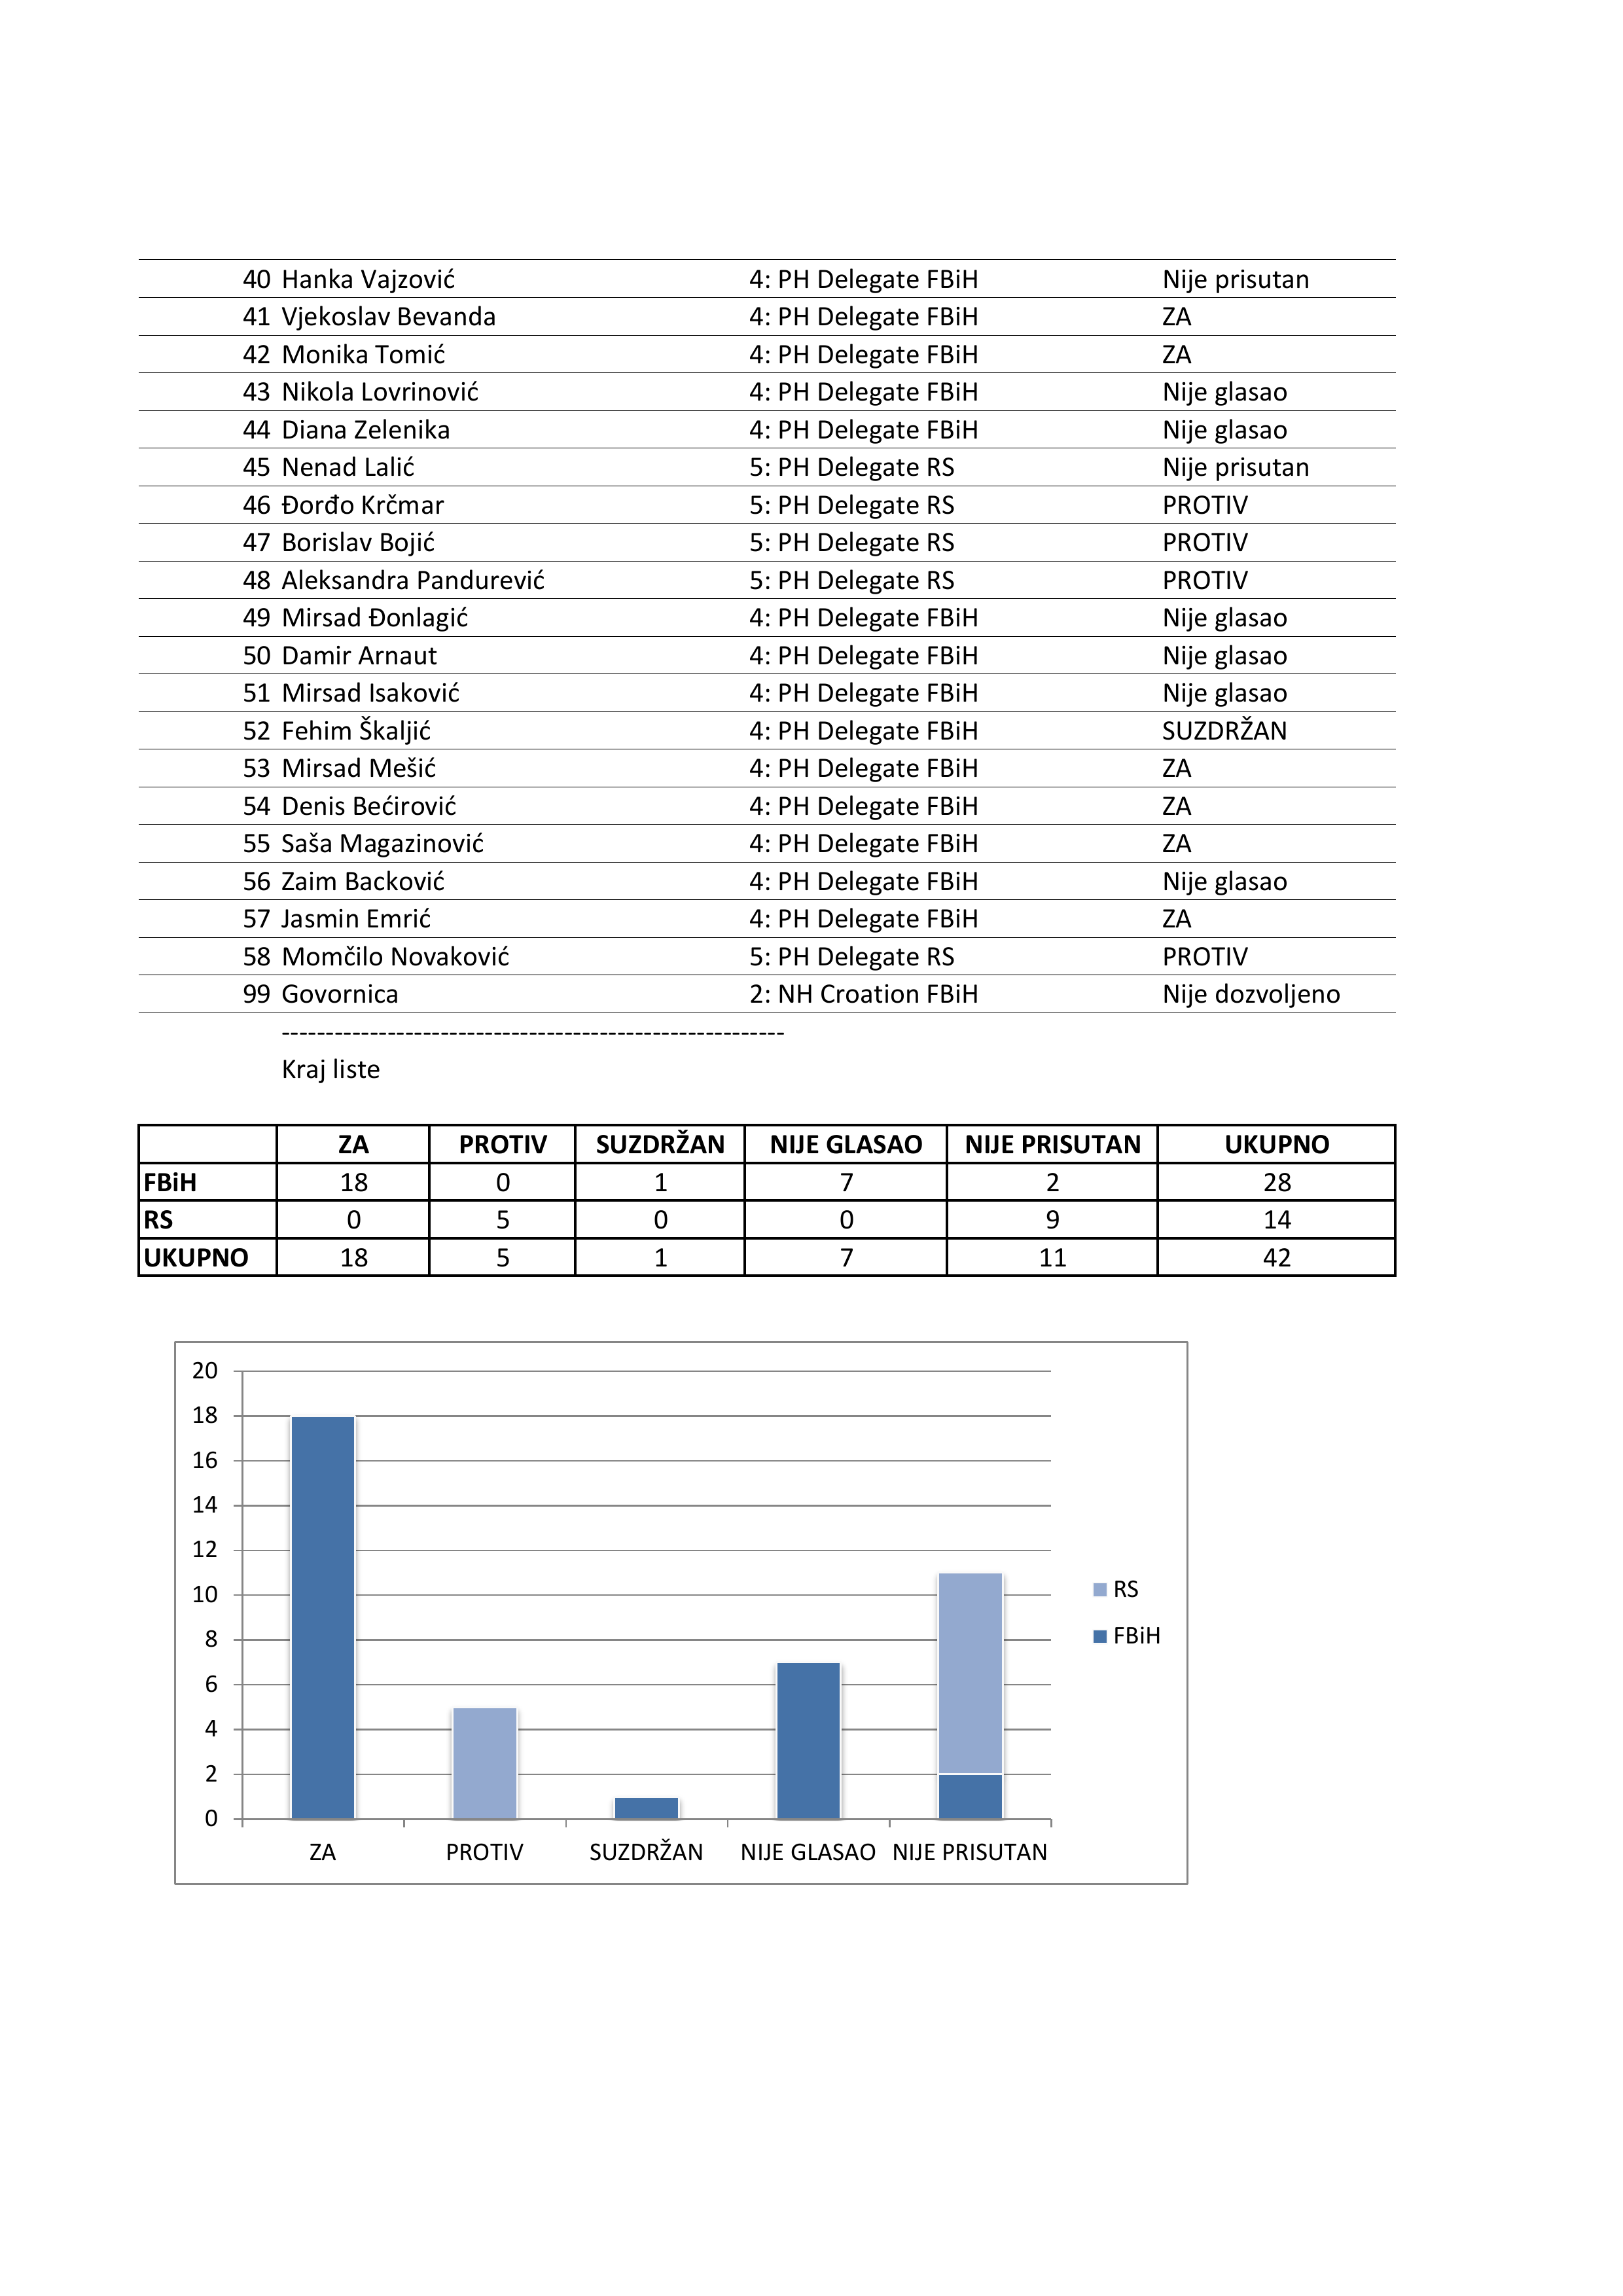 40 Hanka Vajzović 4: PH Delegate FBiH Nije prisutan
41 Vjekoslav Bevanda 4: PH Delegate FBiH ZA
42 Monika Tomić 4: PH Delegate FBiH ZA
43 Nikola Lovrinović 4: PH Delegate FBiH Nije glasao
44 Diana Zelenika 4: PH Delegate FBiH Nije glasao
45 Nenad Lalić 5: PH Delegate RS Nije prisutan
46 Đorđo Krčmar 5: PH Delegate RS PROTIV
47 Borislav Bojić 5: PH Delegate RS PROTIV
48 Aleksandra Pandurević 5: PH Delegate RS PROTIV
49 Mirsad Đonlagić 4: PH Delegate FBiH Nije glasao
50 Damir Arnaut 4: PH Delegate FBiH Nije glasao
51 Mirsad Isaković 4: PH Delegate FBiH Nije glasao
52 Fehim Škaljić 4: PH Delegate FBiH SUZDRŽAN
53 Mirsad Mešić 4: PH Delegate FBiH ZA
54 Denis Bećirović 4: PH Delegate FBiH ZA
55 Saša Magazinović 4: PH Delegate FBiH ZA
56 Zaim Backović 4: PH Delegate FBiH Nije glasao
57 Jasmin Emrić 4: PH Delegate FBiH ZA
58 Momčilo Novaković 5: PH Delegate RS PROTIV
99 Govornica 2: NH Croation FBiH Nije dozvoljeno
---------------------------------------------------------
Kraj liste
ZA PROTIV SUZDRŽAN NIJE GLASAO NIJE PRISUTAN UKUPNO
FBiH 18 0 1 7 2 28
RS 0 5 0 0 9 14
UKUPNO 18 5 1 7 11 42
20
18
16
14
12
10
8
6
4
2
0
ZA PROTIV SUZDRŽAN NIJE GLASAO NIJE PRISUTAN
RS
FBiH